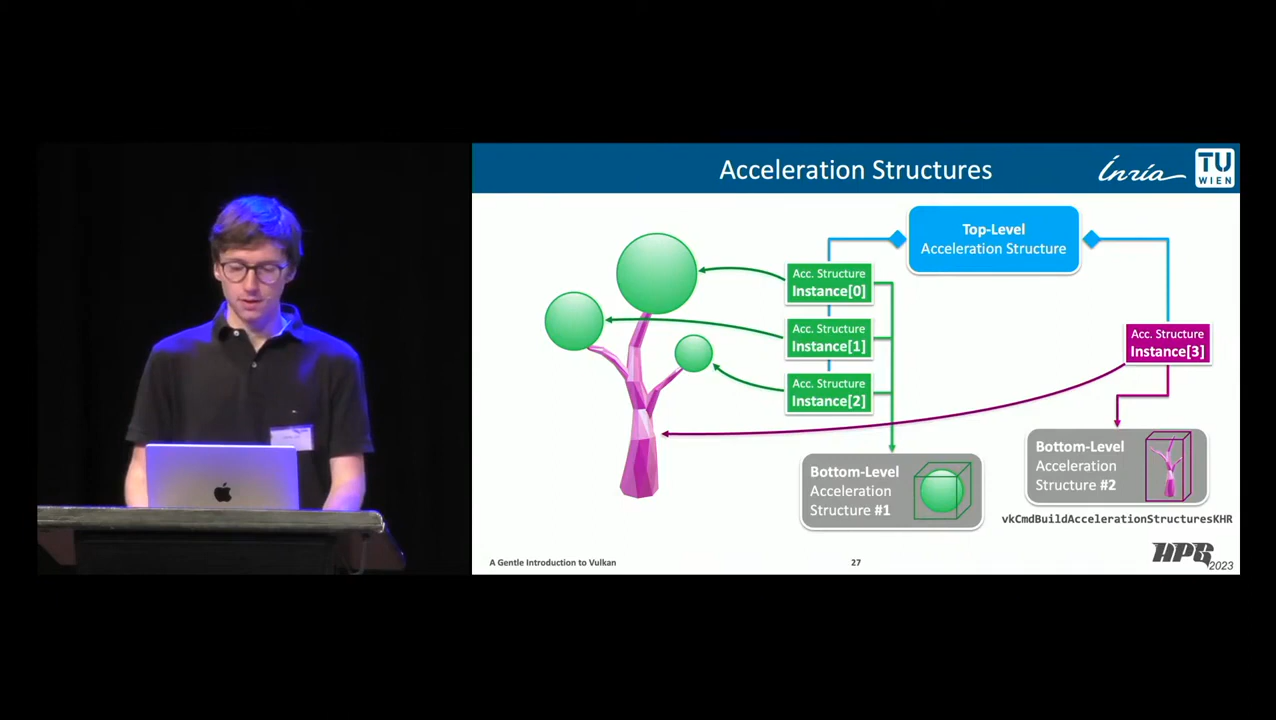 Acceleration Structures
Inria
TU
WIEN
Top-Level
Acceleration Structure
Acc. Structure
Instance[0]
Acc. Structure
Instance[1]
Acc. Structure
Instance[2]
Acc. Structure
Instance[3]
Bottom-Level
Acceleration
Structure #1
Bottom-Level
Acceleration
Structure #2
vkCmdBuildAccelerationStructuresKHR
A Gentle Introduction to Vulkan
27
HPG
2023